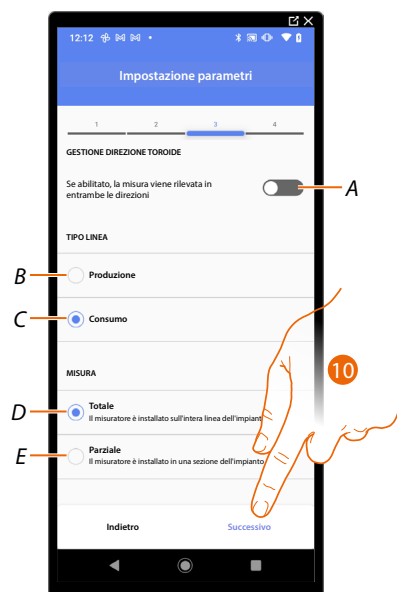 12:12
Impostazione parametri
1 2 3 4
GESTIONE DIREZIONE TOROIDE
Se abilitato, la misura viene rilevata in
entrambe le direzioni
A
TIPO LINEA
B
Produzione
C
Consumo
10
MISURA
D
Totale
Il misuratore è installato sull'intera linea dell'impiant
E
Parziale
Il misuratore è installato in una sezione dell'impianto
Indietro
Successivo